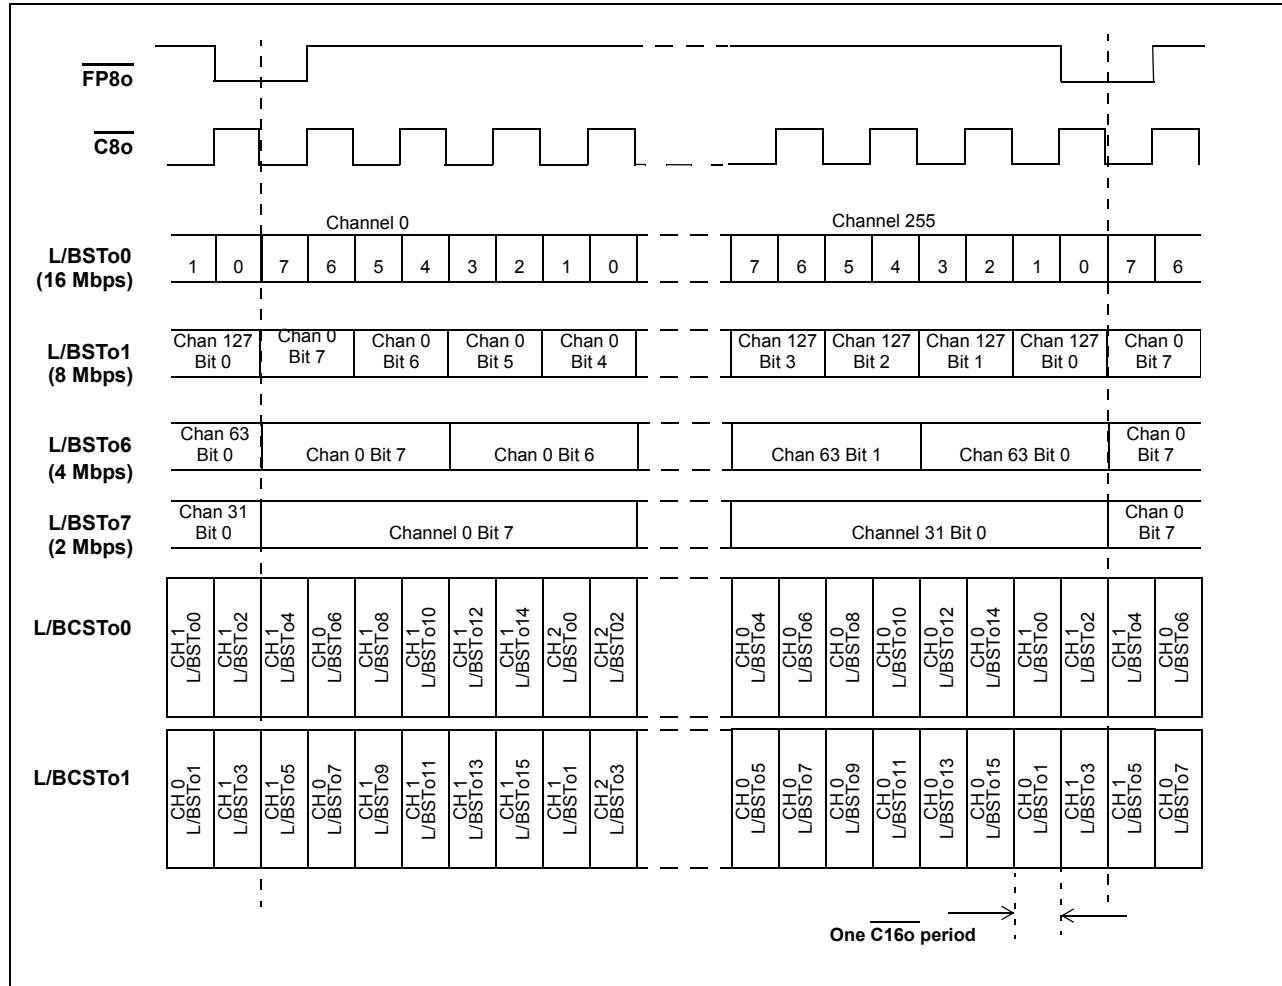 FP8o
C8o
Channel 0 Channel 255
L/BSTo0
(16 Mbps)
1 0 7 6 5 4 3 2 1 0 7 6 5 4 3 2 1 0 7 6
L/BSTo1
(8 Mbps)
Chan 127 Chan 0 Chan 0 Chan 0 Chan 0 Chan 127 Chan 127 Chan 127 Chan 127 Chan 0
Bit 0 Bit 7 Bit 6 Bit 5 Bit 4 Bit 3 Bit 2 Bit 1 Bit 0 Bit 7
L/BSTo6
(4 Mbps)
Chan 63
Bit 0
Chan 0 Bit 7 Chan 0 Bit 6 Chan 63 Bit 1 Chan 63 Bit 0
Chan 0
Bit 7
L/BSTo7
(2 Mbps)
Chan 31
Bit 0
Channel 0 Bit 7 Channel 31 Bit 0
Chan 0
Bit 7
L/BCSTo0
CH 1
L/BSTo0
CH 1
L/BSTo2
CH 1
L/BSTo4
CH 0
L/BSTo6
CH 1
L/BSTo8
CH 1
L/BSTo10
CH 1
L/BSTo12
CH 1
L/BSTo14
CH 2
L/BSTo0
CH 2
L/BST02
CH 0
L/BSTo4
CH 0
L/BSTo6
CH 0
L/BSTo8
CH 0
L/BSTo10
CH 0
L/BSTo12
CH 0
L/BSTo14
CH 1
L/BSTo0
CH 1
L/BSTo2
CH 1
L/BSTo4
CH 0
L/BSTo6
L/BCSTo1
CH 0
L/BSTo1
CH 1
L/BSTo3
CH 1
L/BSTo5
CH 0
L/BSTo7
CH 1
L/BSTo9
CH 1
L/BSTo11
CH 1
L/BSTo13
CH 1
L/BSTo15
CH 1
L/BSTo1
CH 2
L/BSTo3
CH 0
L/BSTo5
CH 0
L/BSTo7
CH 0
L/BSTo9
CH 0
L/BSTo11
CH 0
L/BSTo13
CH 0
L/BSTo15
CH 0
L/BSTo1
CH 1
L/BSTo3
CH 1
L/BSTo5
CH 0
L/BSTo7
One C16o period